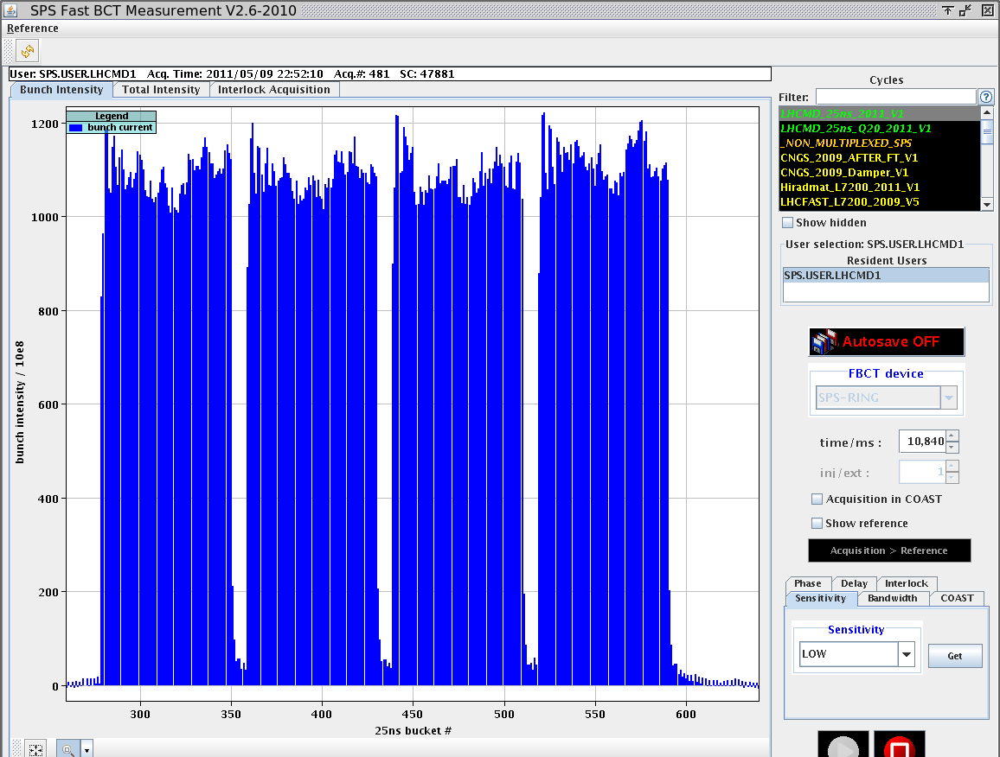 SPS Fast BCT Measurement V2.6-2010
Reference
User: SPS.USER.LHCMD1 Acq. Time: 2011/05/09 22:52:10 Acq.#: 481 SC: 47881
Bunch Intensity Total Intensity Interlock Acquisition
Legend
bunch current
1200
1000
800
600
400
200
0
bunch intensity / 10e8
300 350 400 450 500 550 600
25ns bucket #
Cycles
Filter:
?
LHCMD_25ns_2011_V1
LHCMD_25ns_Q20_2011_V1
_NON_MULTIPLEXED_SPS
CNGS_2009_AFTER_FT_V1
CNGS_2009_Damper_V1
Hiradmat_L7200_2011_V1
LHCFAST_L7200_2009_V5
Show hidden
User selection: SPS.USER.LHCMD1
Resident Users
SPS.USER.LHCMD1
Autosave OFF
FBCT device
SPS-RING
time/ms : 10,840
inj/ext : 1
Acquisition in COAST
Show reference
Acquisition > Reference
Phase Delay Interlock
Sensitivity Bandwidth COAST
Sensitivity
LOW
Get